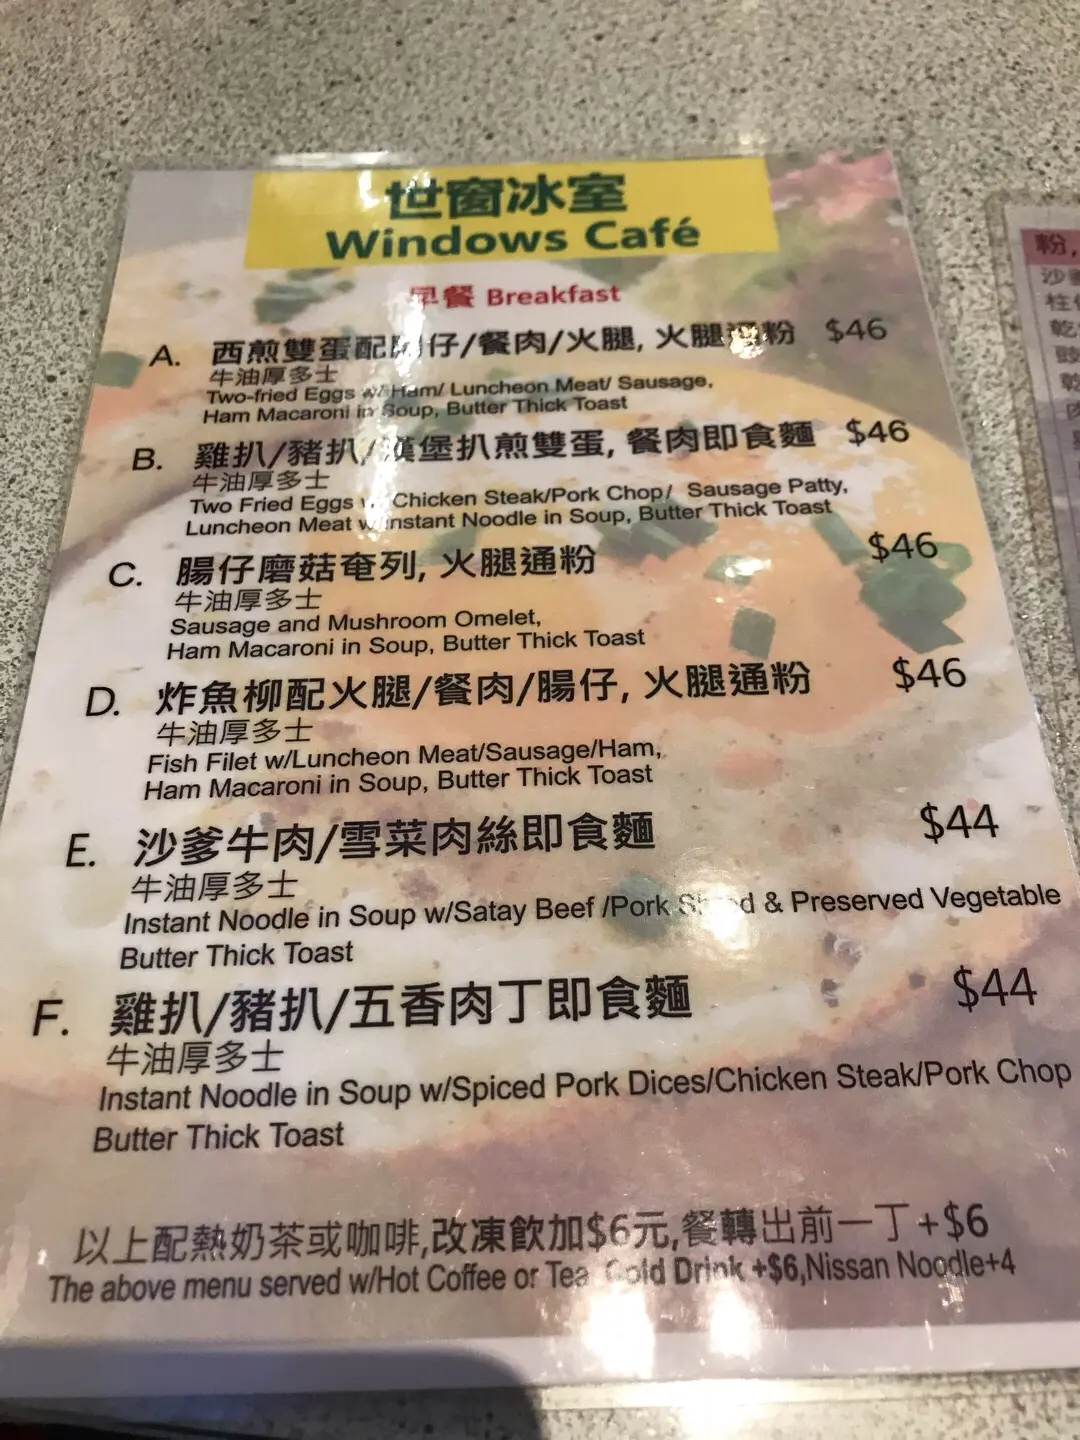 世窗冰室
Windows Café
早餐 Breakfast
A. 西煎雙蛋配腸仔/餐肉/火腿, 火腿通粉 $46
牛油厚多士
Two-fried Eggs w/ Ham/ Luncheon Meat/ Sausage,
Ham Macaroni in Soup, Butter Thick Toast
B. 雞扒/豬扒/漢堡扒煎雙蛋, 餐肉即食麵 $46
牛油厚多士
Two Fried Eggs Chicken Steak/Pork Chop/ Sausage Patty,
Luncheon Meat w/instant Noodle in Soup, Butter Thick Toast
C. 腸仔磨菇奄列, 火腿通粉 $46
牛油厚多士
Sausage and Mushroom Omelet,
Ham Macaroni in Soup, Butter Thick Toast
D. 炸魚柳配火腿/餐肉/腸仔, 火腿通粉 $46
牛油厚多士
Fish Filet w/Luncheon Meat/Sausage/Ham,
Ham Macaroni in Soup, Butter Thick Toast
E. 沙爹牛肉/雪菜肉絲即食麵 $44
牛油厚多士
Instant Noodle in Soup w/Satay Beef /Pork & Preserved Vegetable
Butter Thick Toast
F. 雞扒/豬扒/五香肉丁即食麵 $44
牛油厚多士
Instant Noodle in Soup w/Spiced Pork Dices/Chicken Steak/Pork Chop
Butter Thick Toast
以上配熱奶茶或咖啡,改凍飲加$6元,餐轉出前一丁+$6
The above menu served w/Hot Coffee or Tea Cold Drink +$6,Nissan Noodle+4
粉,
沙爹
柱
乾
豉
乾
肉